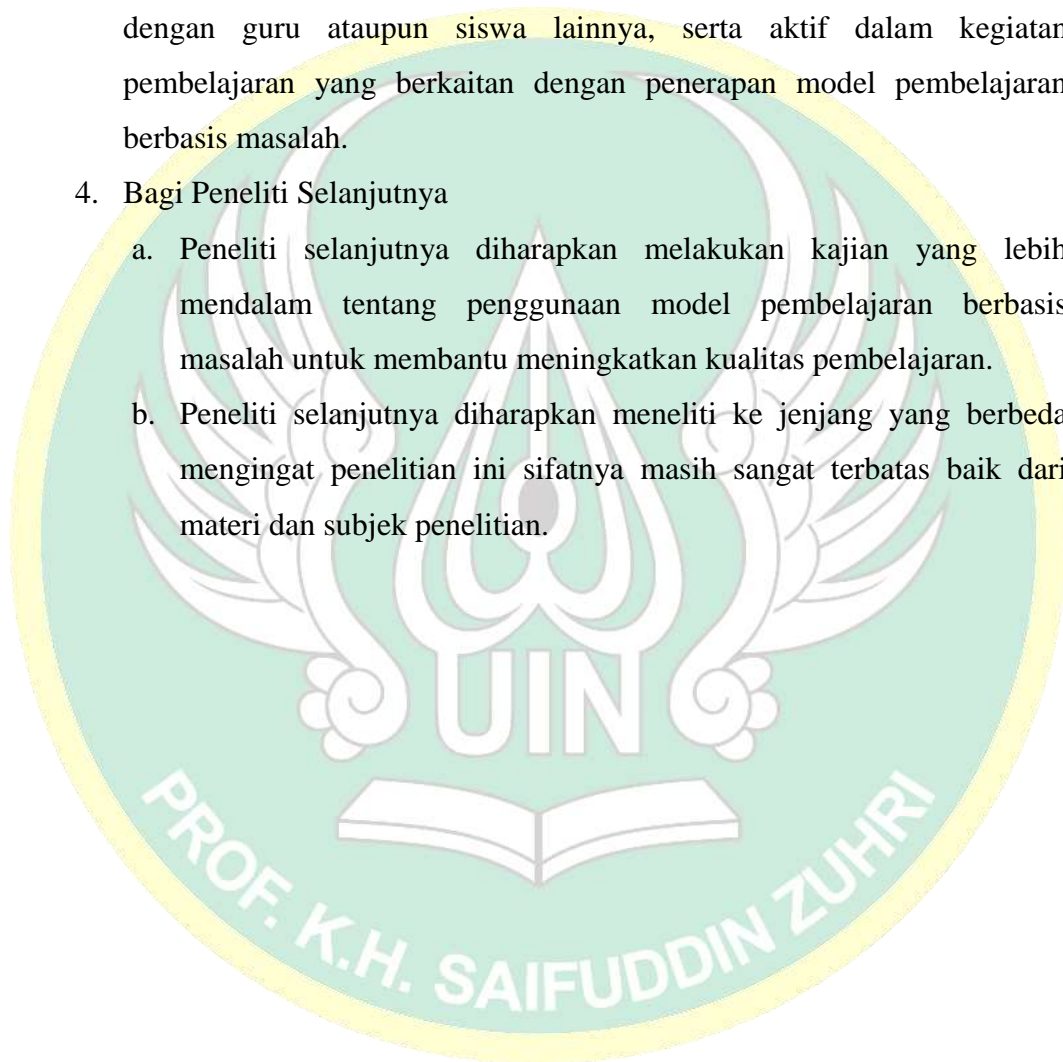 dengan guru ataupun siswa lainnya, serta aktif dalam kegiatan
pembelajaran yang berkaitan dengan penerapan model pembelajaran
berbasis masalah.
4. Bagi Peneliti Selanjutnya
a. Peneliti selanjutnya diharapkan melakukan kajian yang lebih
mendalam tentang penggunaan model pembelajaran berbasis
masalah untuk membantu meningkatkan kualitas pembelajaran.
b. Peneliti selanjutnya diharapkan meneliti ke jenjang yang berbeda
mengingat penelitian ini sifatnya masih sangat terbatas baik dari
materi dan subjek penelitian.
UIN
PROF. K.H. SAIFUDDIN ZUHRI